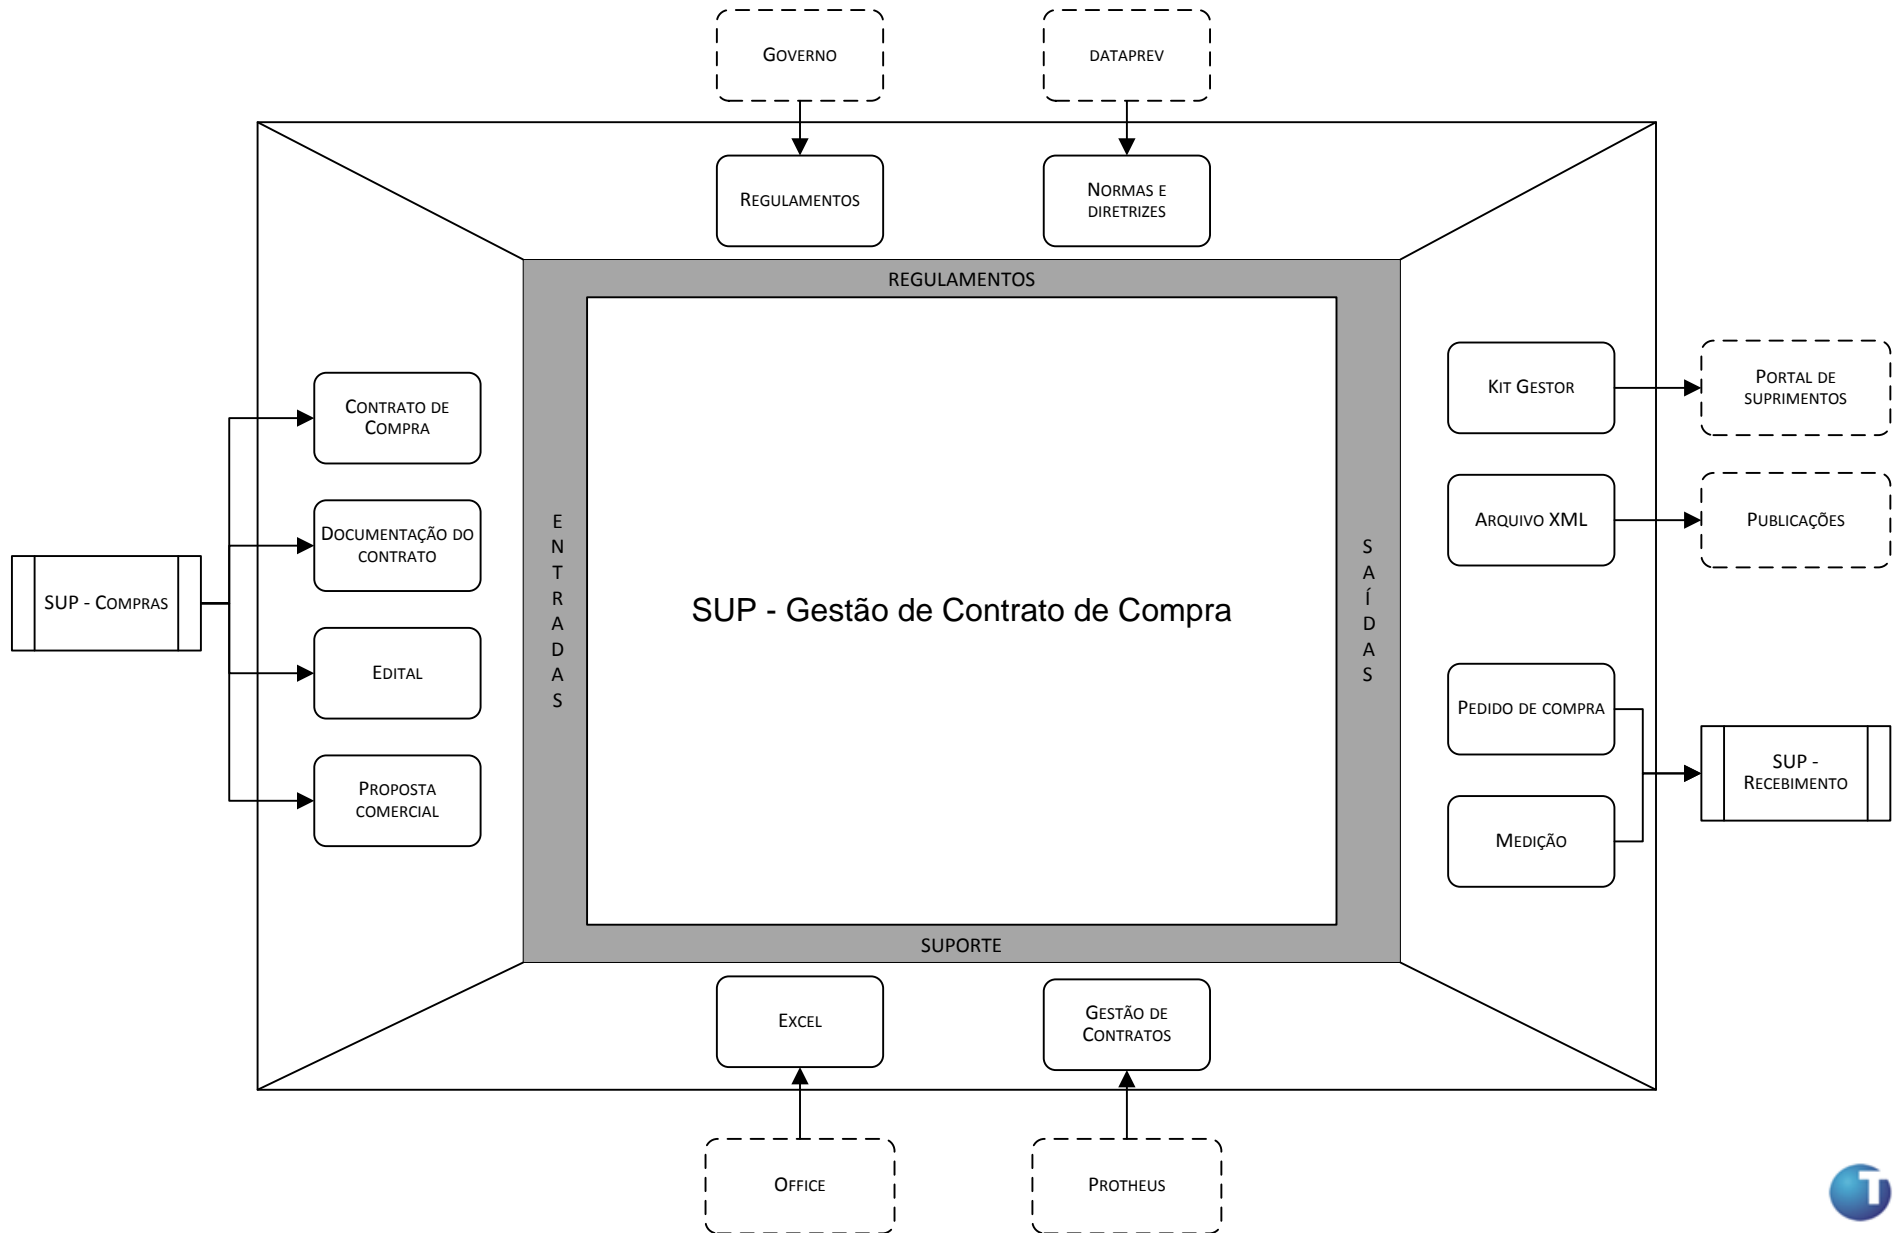 Governo
DATAPREV
Regulamentos
Normas e
diretrizes
REGULAMENTOS
Contrato de
Compra
Documentação do
contrato
Edital
Proposta
comercial
SUP - Compras
ENTRADAS
SUP - Gestão de Contrato de Compra
SAÍDAS
Kit Gestor
Portal de
suprimentos
Arquivo XML
Publicações
Pedido de compra
Medição
SUP -
Recebimento
SUPORTE
Excel
Gestão de
Contratos
Office
Protheus
T